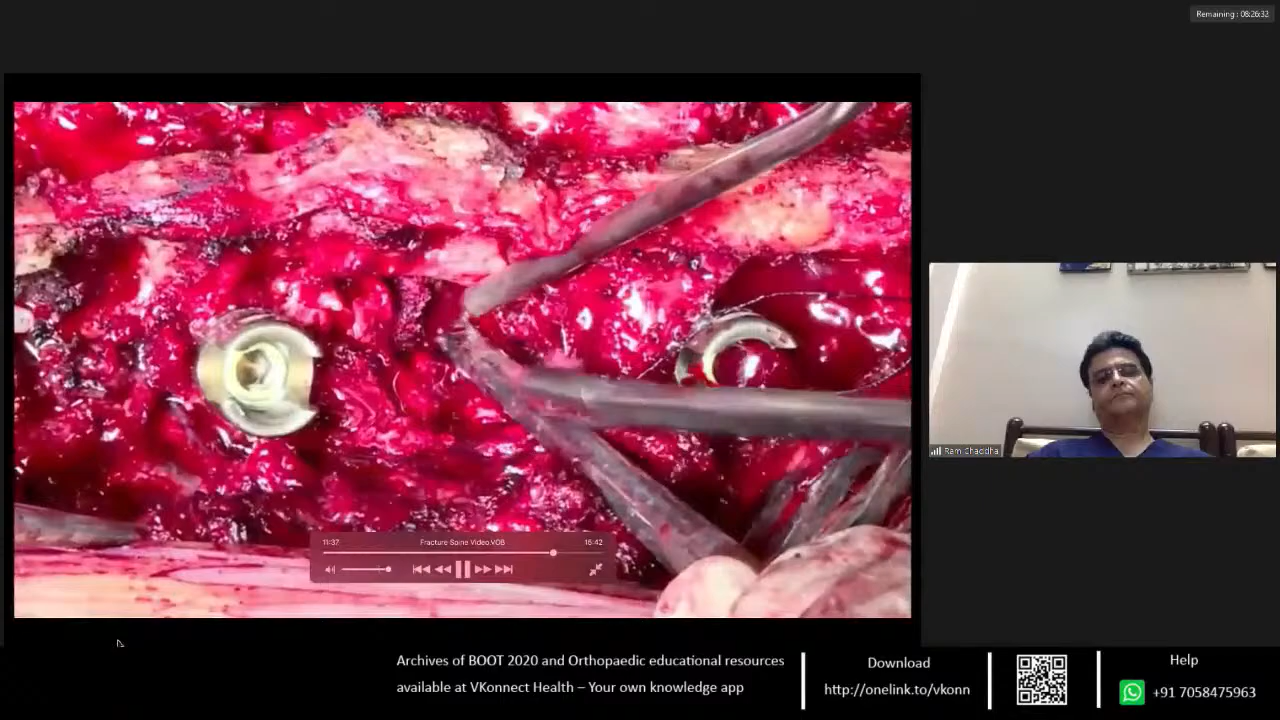 Remaining : 08:26:32
11:37
Fracture Spine Video.VOB
15:42
Ram Chaddha
Archives of BOOT 2020 and Orthopaedic educational resources
available at VKonnect Health – Your own knowledge app
Download
http://onelink.to/vkonn
Help
+91 7058475963